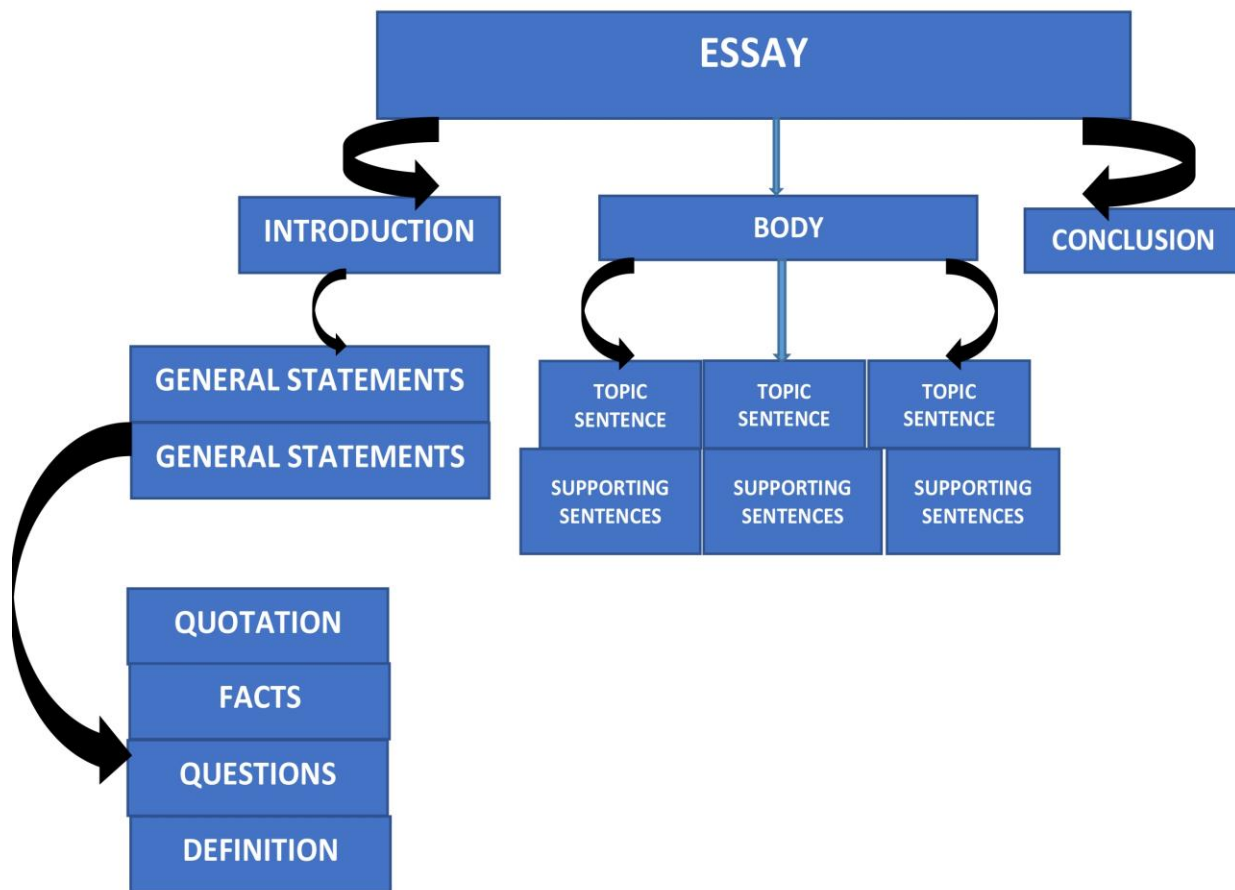 ESSAY
INTRODUCTION
BODY
CONCLUSION
GENERAL STATEMENTS
GENERAL STATEMENTS
TOPIC
SENTENCE
TOPIC
SENTENCE
TOPIC
SENTENCE
SUPPORTING
SENTENCES
SUPPORTING
SENTENCES
SUPPORTING
SENTENCES
QUOTATION
FACTS
QUESTIONS
DEFINITION